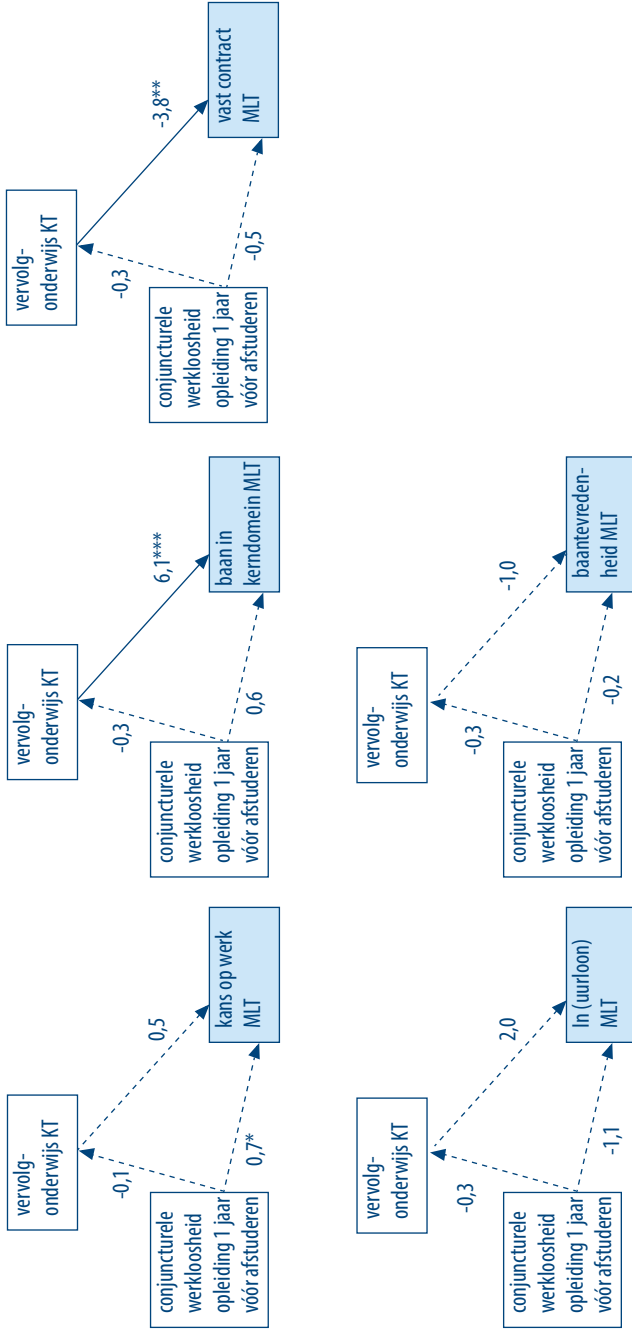 vervolg-
onderwijs KT
-0,1
0,5
conjuncturele
werkloosheid
opleiding 1 jaar
vóór afstuderen
0,7*
kans op werk
MLT
vervolg-
onderwijs KT
-0,3
6,1***
conjuncturele
werkloosheid
opleiding 1 jaar
vóór afstuderen
0,6
baan in
kerndomein MLT
vervolg-
onderwijs KT
-0,3
-3,8**
conjuncturele
werkloosheid
opleiding 1 jaar
vóór afstuderen
-0,5
vast contract
MLT
vervolg-
onderwijs KT
-0,3
2,0
conjuncturele
werkloosheid
opleiding 1 jaar
vóór afstuderen
-1,1
ln (uurloon)
MLT
vervolg-
onderwijs KT
-0,3
-1,0
conjuncturele
werkloosheid
opleiding 1 jaar
vóór afstuderen
-0,2
baantevreden-
heid MLT